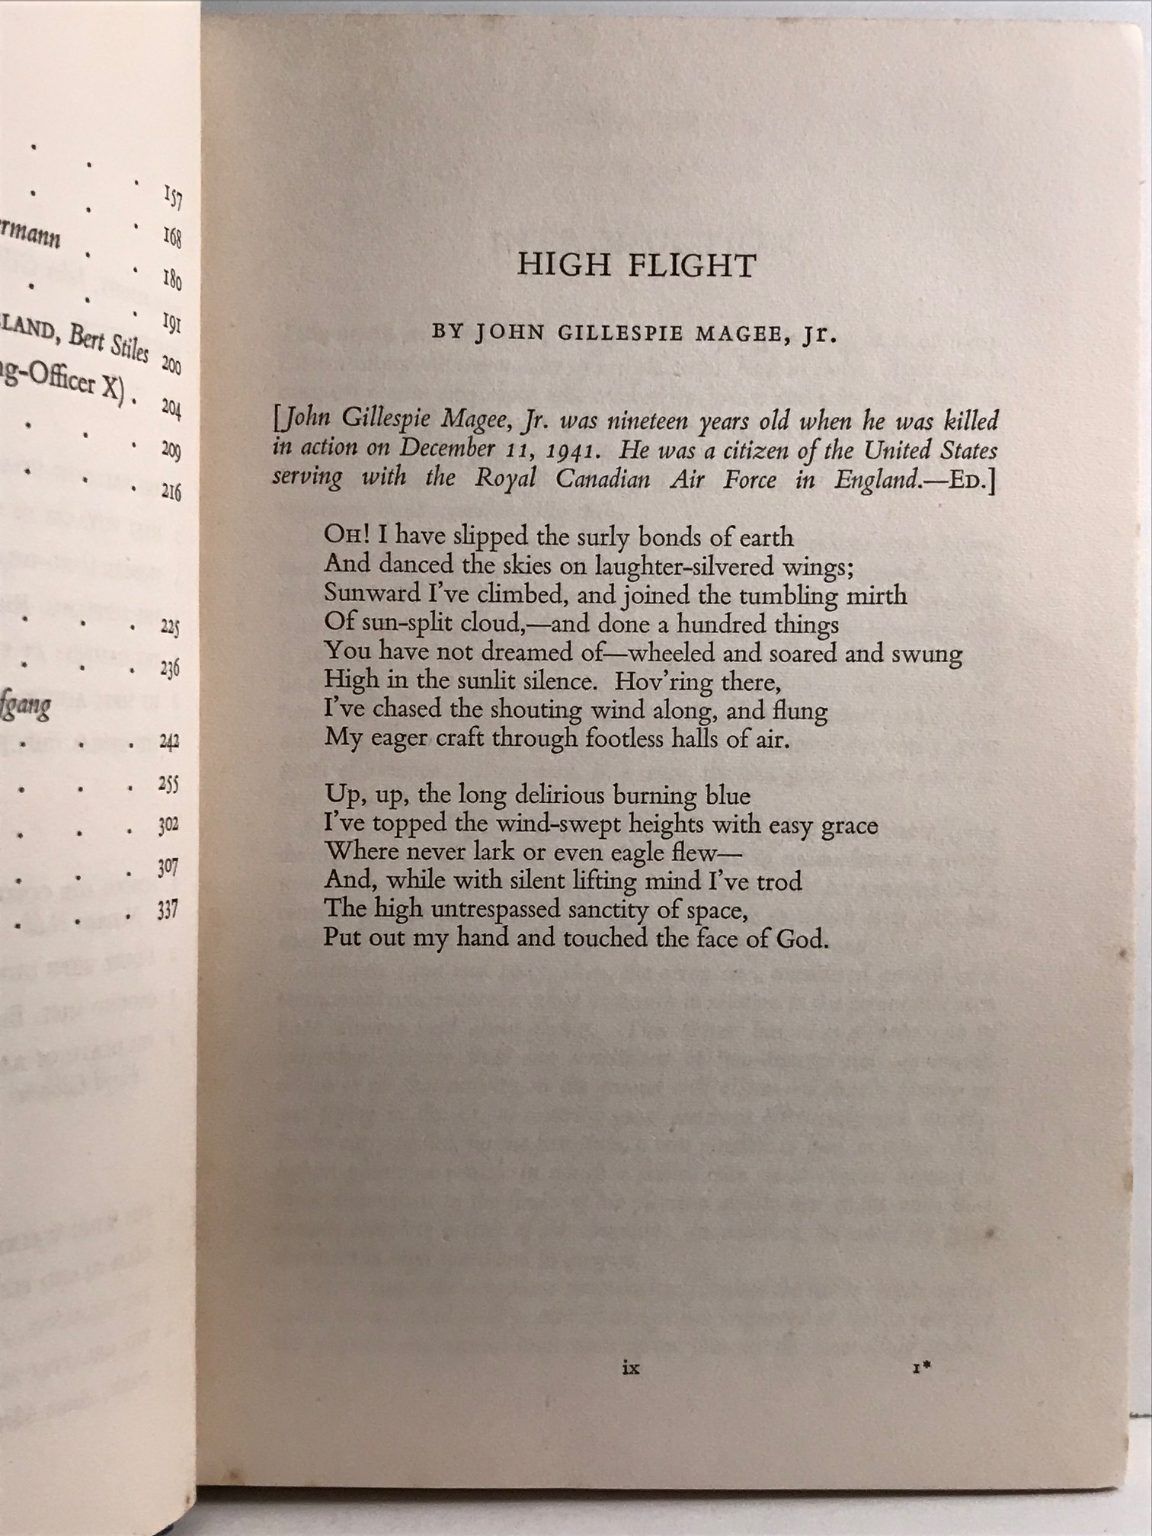 157
168
rmann
180
191
LAND, Bert Stiles 200
g-Officer X) . 204
209
216
225
236
fgang
242
255
302
307
337
HIGH FLIGHT
BY JOHN GILLESPIE MAGEE, Jr.
[John Gillespie Magee, Jr. was nineteen years old when he was killed
in action on December 11, 1941. He was a citizen of the United States
serving with the Royal Canadian Air Force in England.—ED.]
OH! I have slipped the surly bonds of earth
And danced the skies on laughter-silvered wings;
Sunward I've climbed, and joined the tumbling mirth
Of sun-split cloud,—and done a hundred things
You have not dreamed of—wheeled and soared and swung
High in the sunlit silence. Hov'ring there,
I've chased the shouting wind along, and flung
My eager craft through footless halls of air.
Up, up, the long delirious burning blue
I've topped the wind-swept heights with easy grace
Where never lark or even eagle flew—
And, while with silent lifting mind I've trod
The high untrespassed sanctity of space,
Put out my hand and touched the face of God.
ix 1*